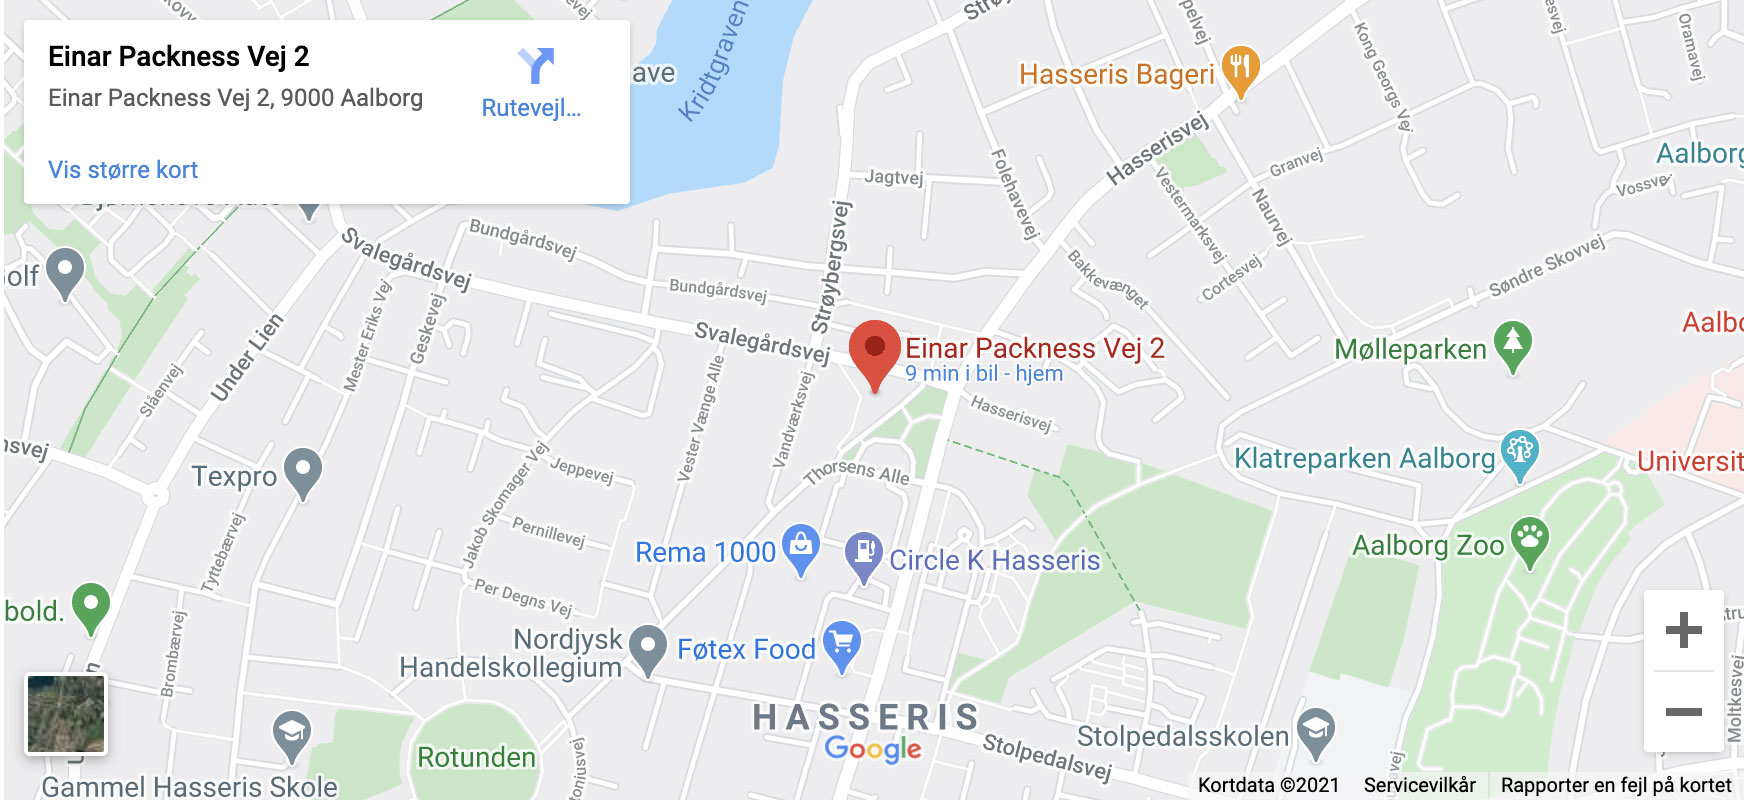 Einar Packness Vej 2
Einar Packness Vej 2, 9000 Aalborg
Rutevejl...
Vis større kort
ave
Kridtgraven
Hasseris Bageri
Kong Georgs Vej
Oramavej
Hasserisvej
Folehavevej
Jagtvej
Granvej
Aalborg
Vossvej
Vestermarksvej
Naurvej
Strøybergsvej
Svalegårdsvej
Bundgårdsvej
Bundgårdsvej
Bakkevænget
Cortesvej
Søndre Skovvej
olf
Under Lien
Mester Eriks Vej
Geskevej
Slåenvej
Svalegårdsvej
Einar Packness Vej 2
9 min i bil - hjem
Mølleparken
Aalbo
Vester Vænge Alle
Vandværksvej
Hasserisvej
nsvej
Texpro
Jeppevej
Thorsens Alle
Klatreparken Aalborg
Universit
Jakob Skomager Vej
Pernillevej
Tyttebærvej
Rema 1000
Circle K Hasseris
Aalborg Zoo
Per Degns Vej
bold.
Nordjysk
Handelskollegium
Føtex Food
Brombærvej
HASSERIS
Stolpedalsskolen
Moltkesvej
Rotunden
Stolpedalsvej
Google
Gammel Hasseris Skole
Kortdata ©2021
Servicevilkår
Rapporter en fejl på kortet